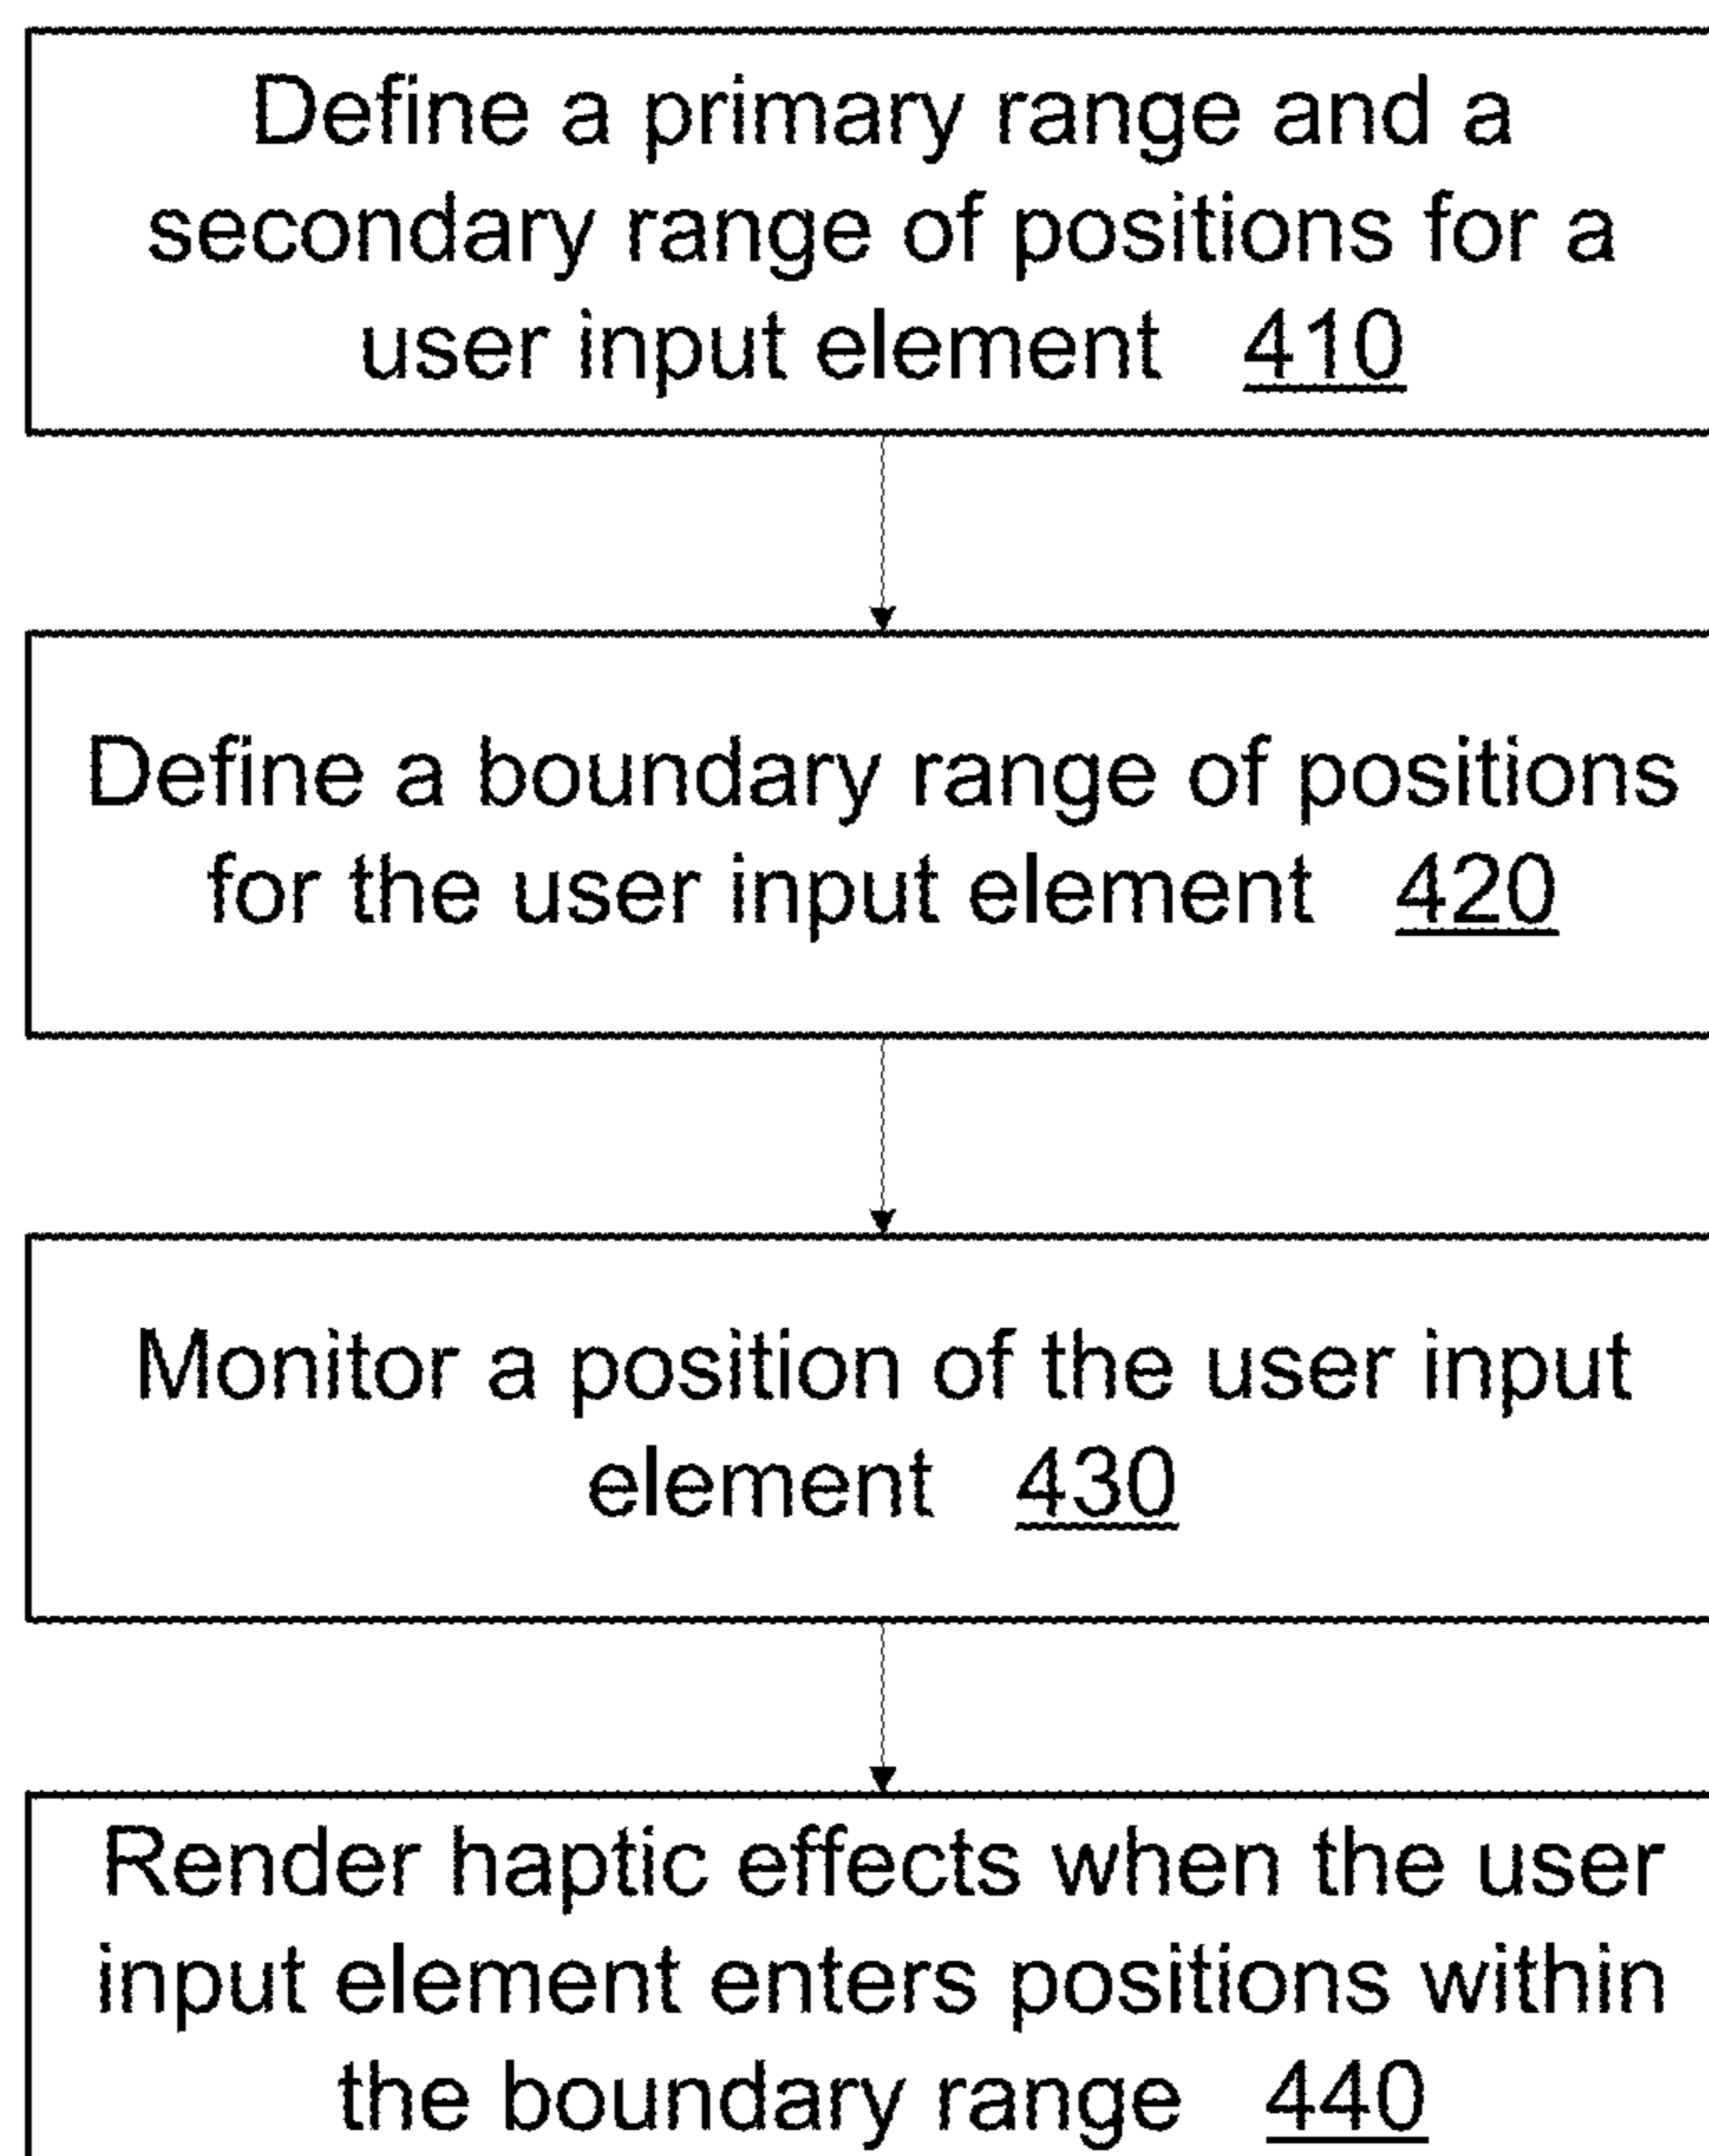 Define a primary range and a
secondary range of positions for a
user input element 410
Define a boundary range of positions
for the user input element 420
Monitor a position of the user input
element 430
Render haptic effects when the user
input element enters positions within
the boundary range 440